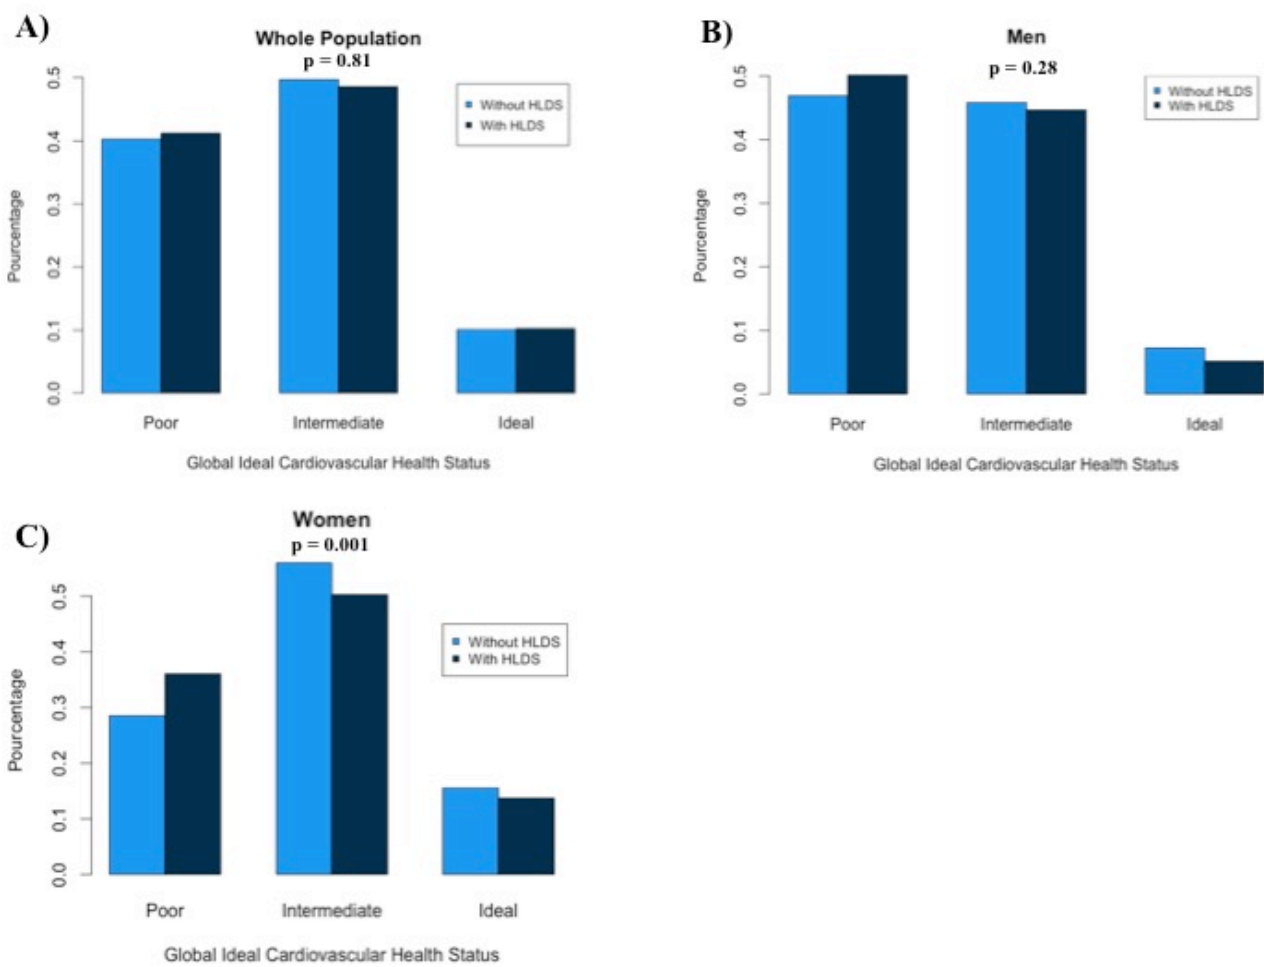 A)
Whole Population
p = 0.81
0.5
0.4
0.3
0.2
0.1
0.0
Pourcentage
Without HLDS
With HLDS
Poor Intermediate Ideal
Global Ideal Cardiovascular Health Status
B)
Men
p = 0.28
0.5
0.4
0.3
0.2
0.1
0.0
Pourcentage
Without HLDS
With HLDS
Poor Intermediate Ideal
Global Ideal Cardiovascular Health Status
C)
Women
p = 0.001
0.5
0.4
0.3
0.2
0.1
0.0
Pourcentage
Without HLDS
With HLDS
Poor Intermediate Ideal
Global Ideal Cardiovascular Health Status